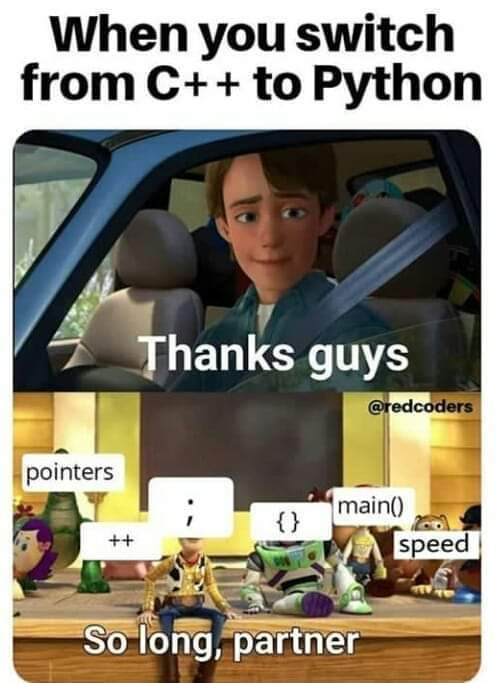 When you switch
from C++ to Python
Thanks guys
@redcoders
pointers
;
{}
main()
++
speed
So long, partner